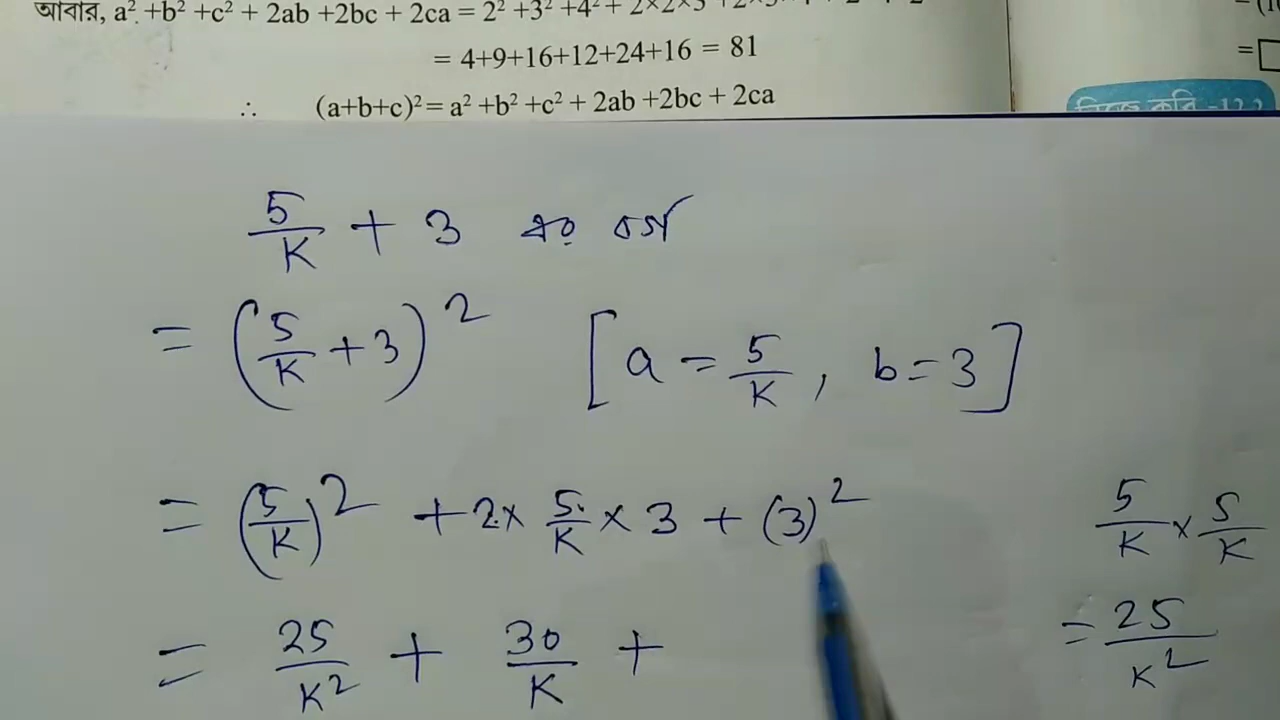 আবার, a² +b² +c² + 2ab +2bc + 2ca = 2² +3² +4² + 2×2×3
= 4+9+16+12+24+16 = 81
∴ (a+b+c)² = a² +b² +c² + 2ab +2bc + 2ca
=
নিজে করি
5/K + 3 এর বর্গ
= (5/K + 3)² [a = 5/K, b = 3]
= (5/K)² + 2× 5/K × 3 + (3)²
5/K × 5/K
= 25/K² + 30/K +
= 25/K²